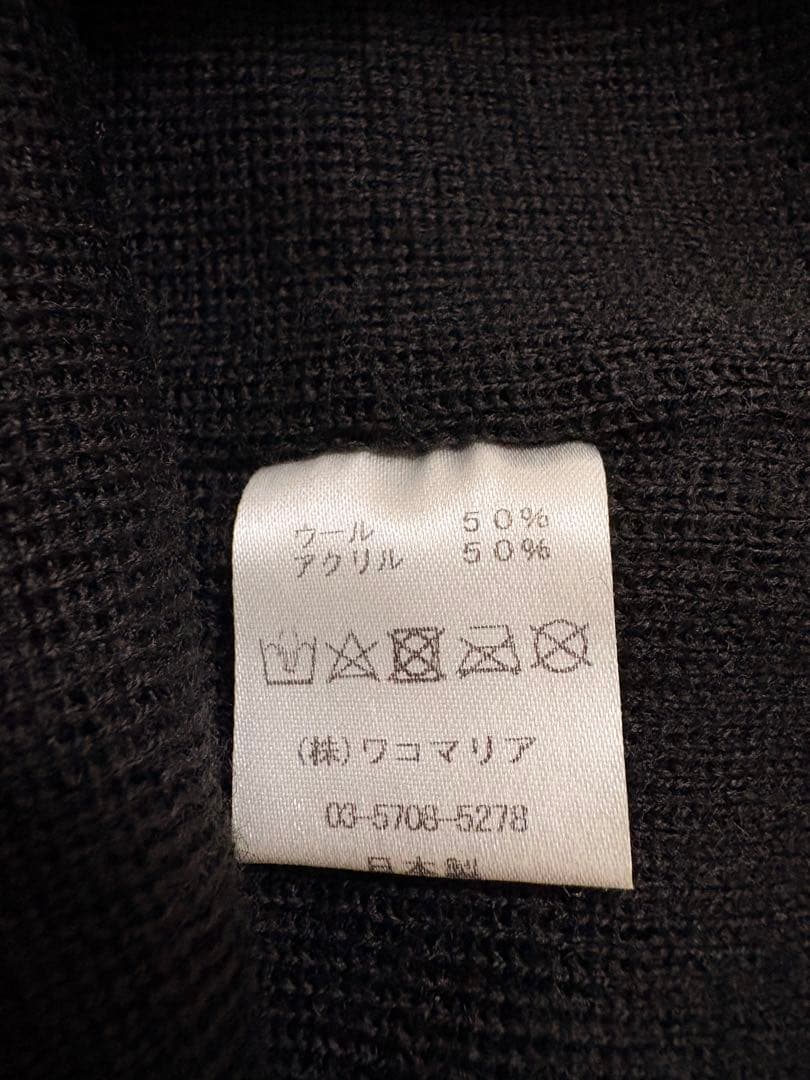 ウール 50%
アクリル 50%
(株)ワコマリア
03-5708-5278
日本製